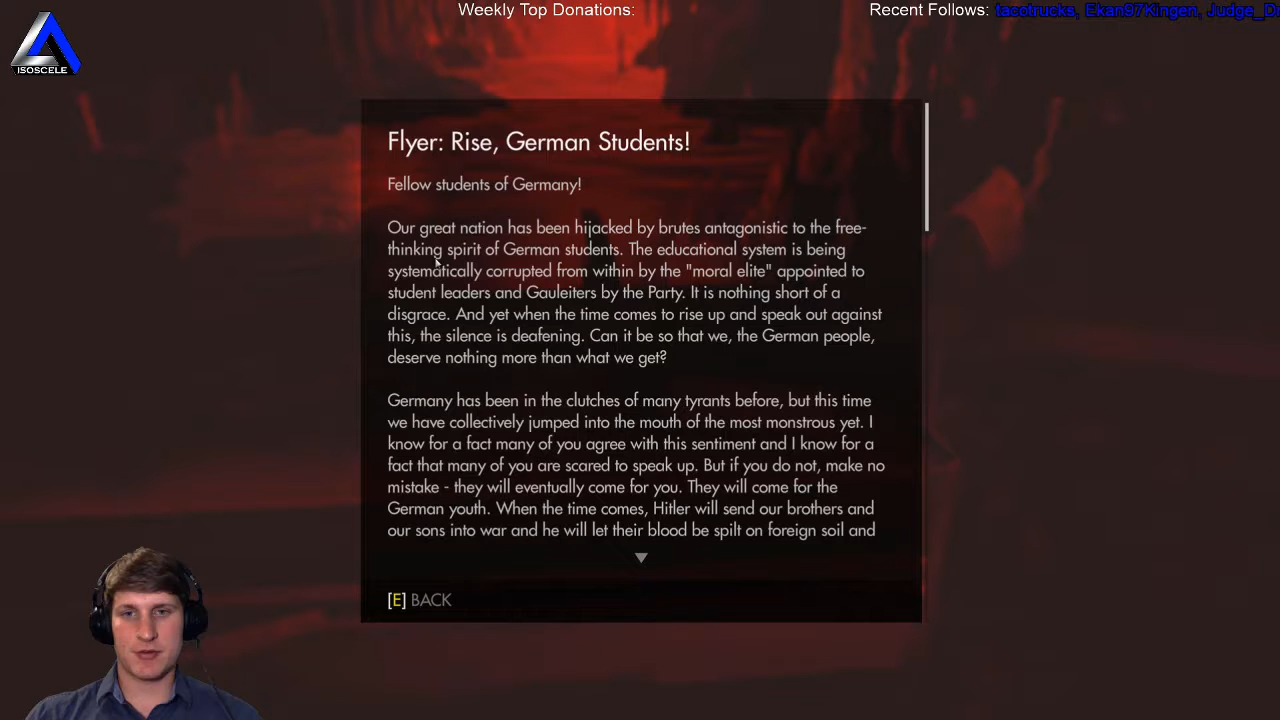 Weekly Top Donations:
Recent Follows: tacotrucks, Ekan97Kingen, Judge_D
ISOSCELE
Flyer: Rise, German Students!
Fellow students of Germany!
Our great nation has been hijacked by brutes antagonistic to the free-
thinking spirit of German students. The educational system is being
systematically corrupted from within by the "moral elite" appointed to
student leaders and Gauleiters by the Party. It is nothing short of a
disgrace. And yet when the time comes to rise up and speak out against
this, the silence is deafening. Can it be so that we, the German people,
deserve nothing more than what we get?
Germany has been in the clutches of many tyrants before, but this time
we have collectively jumped into the mouth of the most monstrous yet. I
know for a fact many of you agree with this sentiment and I know for a
fact that many of you are scared to speak up. But if you do not, make no
mistake - they will eventually come for you. They will come for the
German youth. When the time comes, Hitler will send our brothers and
our sons into war and he will let their blood be spilt on foreign soil and
[E] BACK